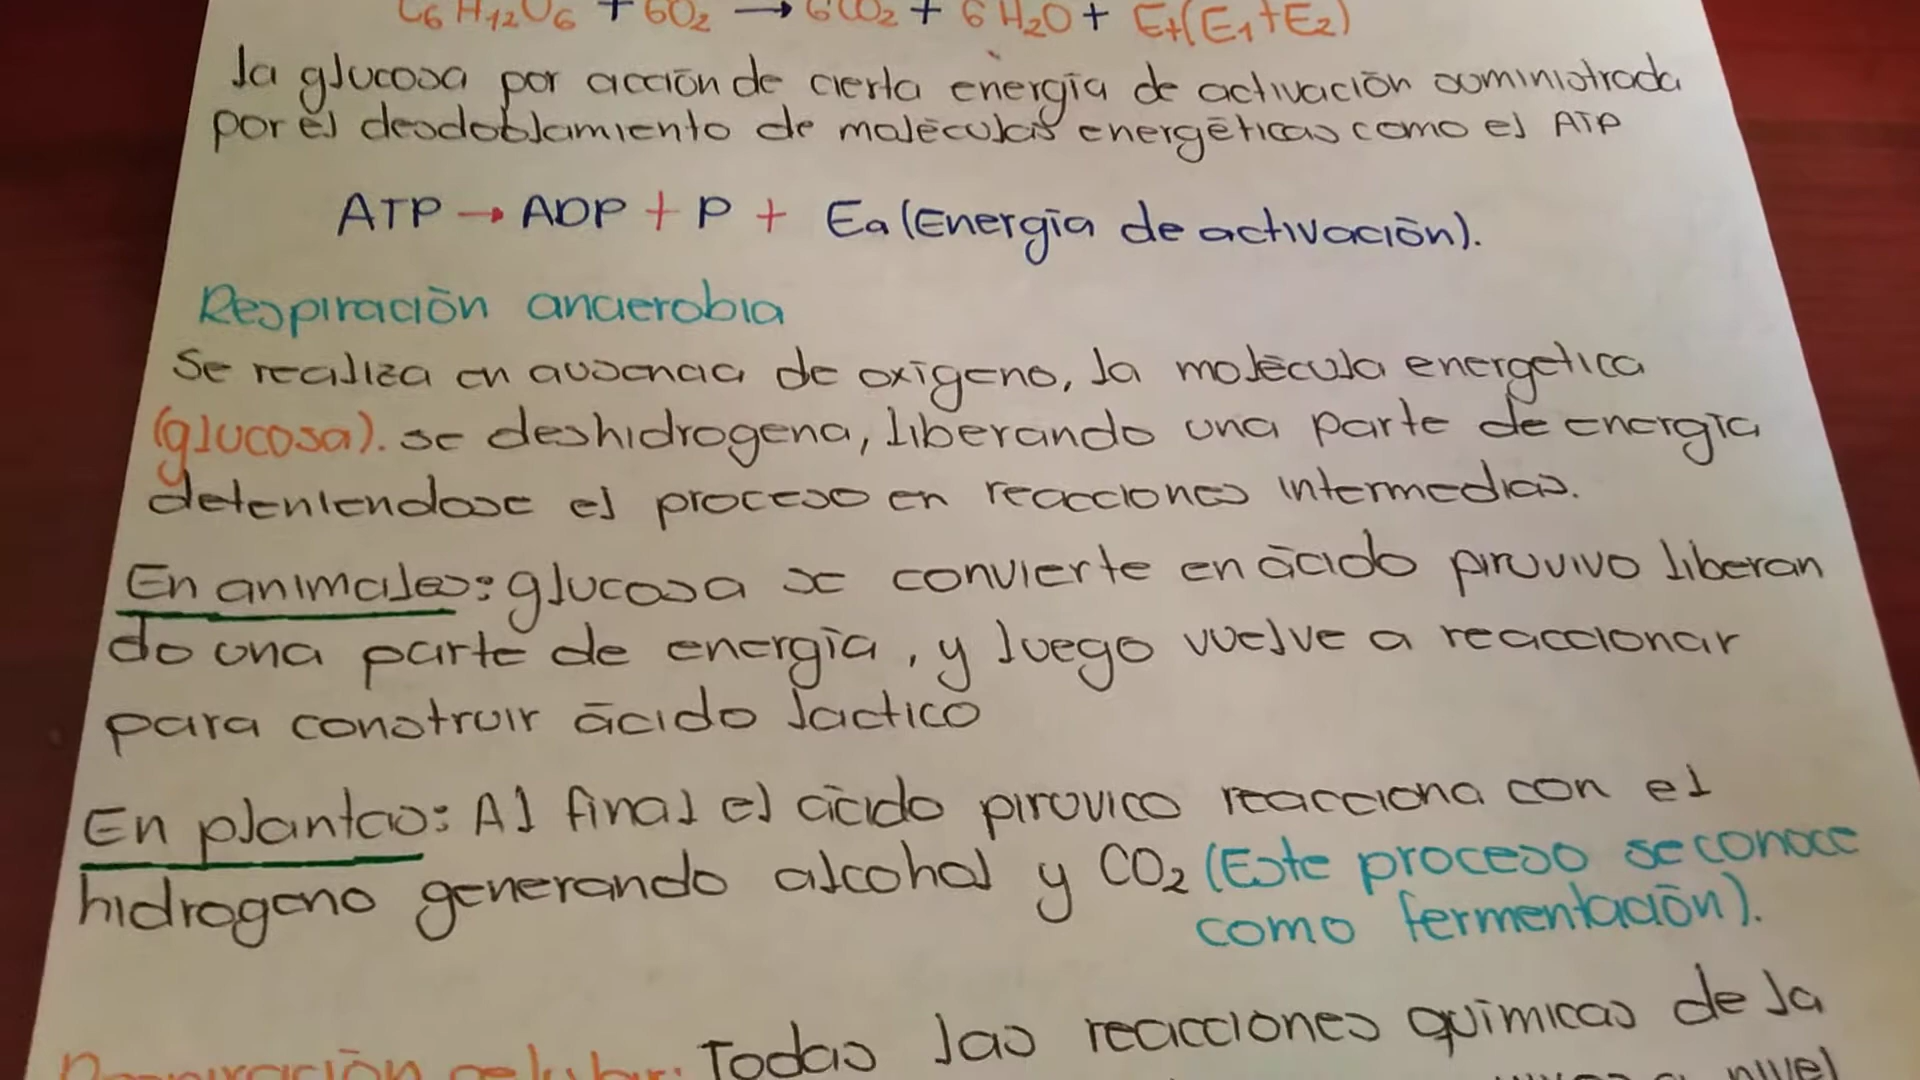 C6H12O6 + 6O2 → 6CO2 + 6H2O + Et(E1+E2)
la glucosa por acción de cierta energía de activación suministrada
por el desdoblamiento de moléculas energéticas como el ATP
ATP → ADP + P + Ea (Energía de activación).
Respiración anaerobia
Se realiza en ausencia de oxígeno, la molécula energetica
(glucosa). se deshidrogena, liberando una parte de energía
deteniendose el proceso en reacciones intermedias.
En animales: glucosa se convierte en ácido piruvivo liberan
do una parte de energía, y luego vuelve a reaccionar
para construir ácido lactico
En plantas: Al final el ácido piruvico reacciona con el
hidrogeno generando alcohol y CO2 (Este proceso se conoce
como fermentación).
Respiración celular: Todas las reacciones químicas de la
nivel